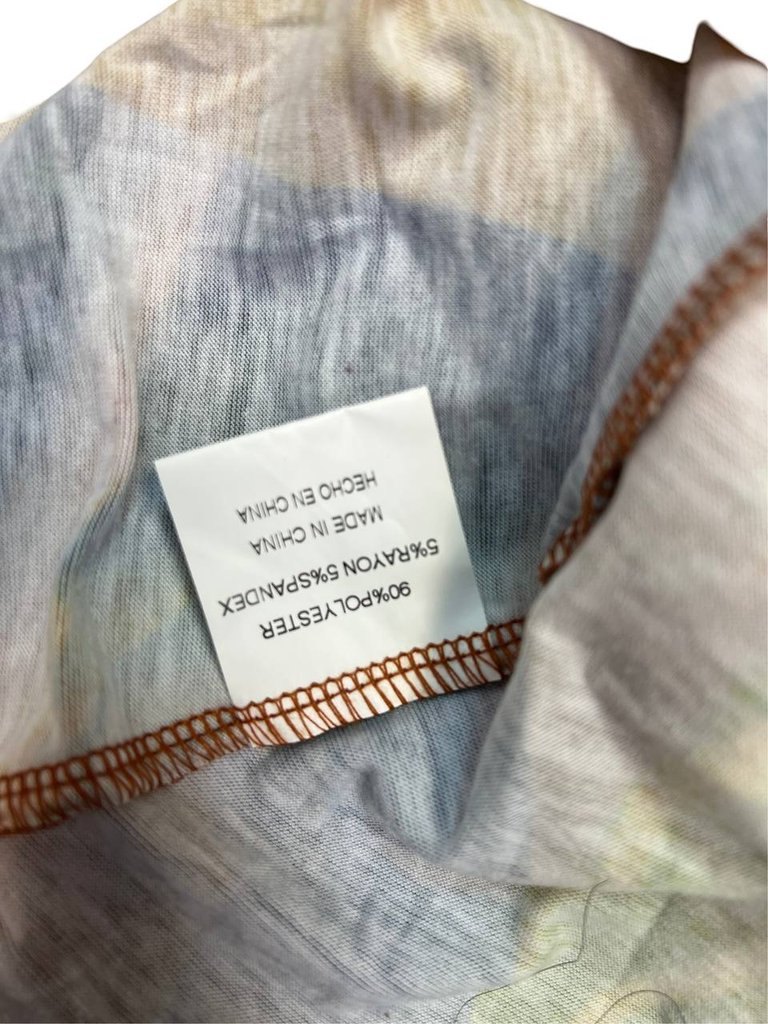 90%POLYESTER
5%RAYON 5%SPANDEX
MADE IN CHINA
HECHO EN CHINA